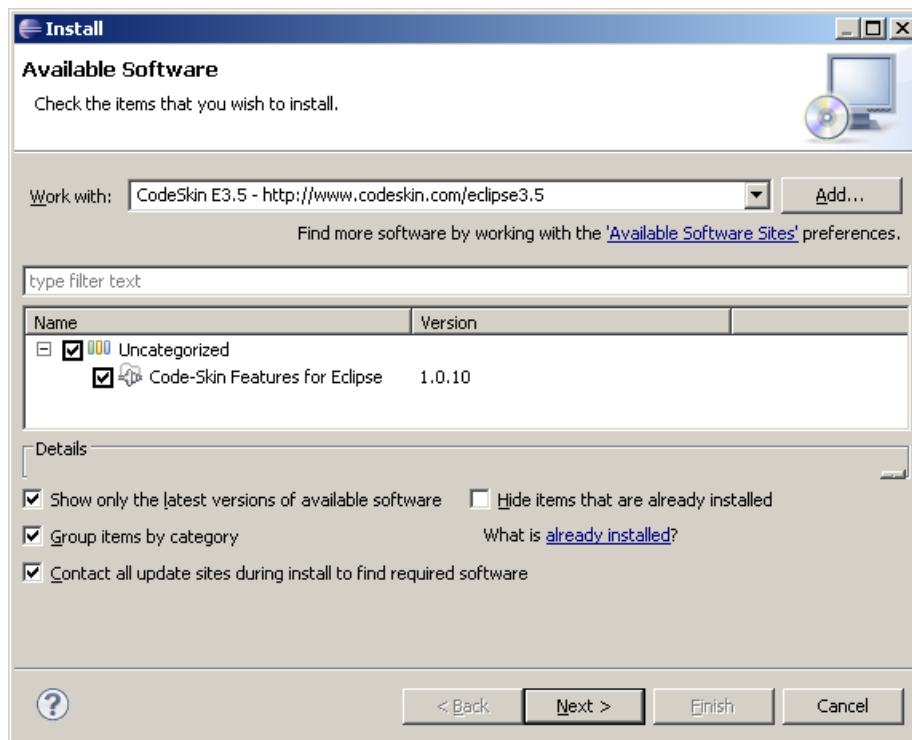 Install
Available Software
Check the items that you wish to install.
Work with: CodeSkin E3.5 - http://www.codeskin.com/eclipse3.5 Add...
Find more software by working with the 'Available Software Sites' preferences.
type filter text
Name Version
Uncategorized
Code-Skin Features for Eclipse 1.0.10
Details
Show only the latest versions of available software Hide items that are already installed
Group items by category What is already installed?
Contact all update sites during install to find required software
? < Back Next > Finish Cancel